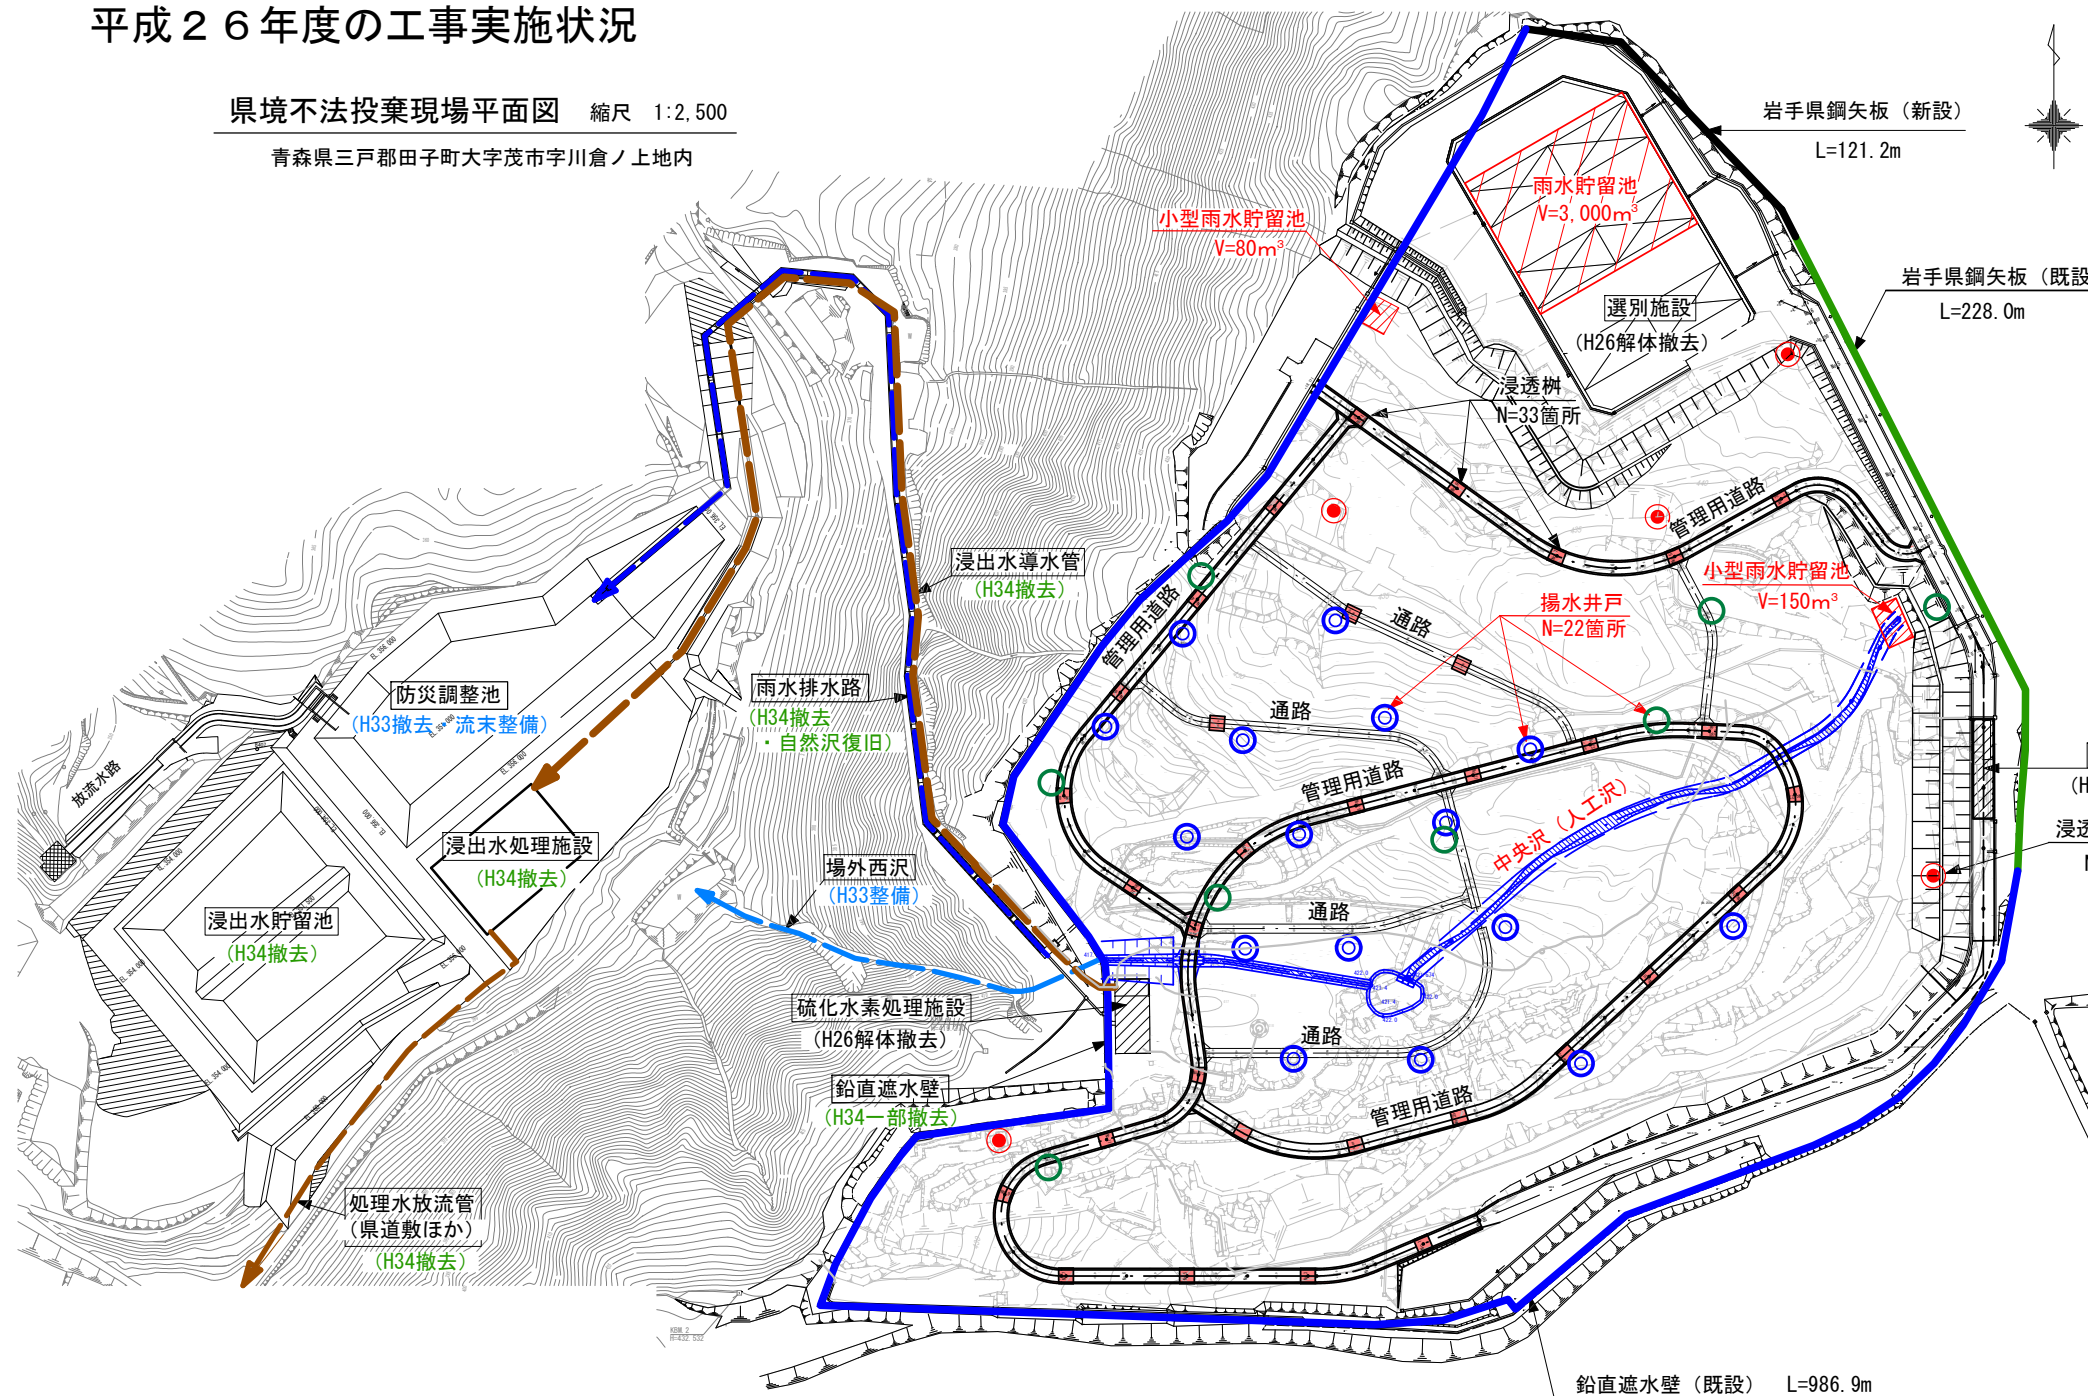 平成２６年度の工事実施状況
県境不法投棄現場平面図 縮尺 1:2,500
青森県三戸郡田子町大字茂市字川倉ノ上地内
岩手県鋼矢板（新設）
L=121.2m
雨水貯留池
V=3,000m³
小型雨水貯留池
V=80m³
岩手県鋼矢板（既設
L=228.0m
選別施設
(H26解体撤去)
浸透桝
N=33箇所
管理用道路
浸出水導水管
(H34撤去)
小型雨水貯留池
V=150m³
揚水井戸
N=22箇所
通路
管理用道路
防災調整池
(H33撤去・流末整備)
雨水排水路
(H34撤去
・自然沢復旧)
通路
放流水路
管理用道路
(H
中央沢（人工沢）
浸透
N
浸出水処理施設
(H34撤去)
場外西沢
(H33整備)
浸出水貯留池
(H34撤去)
通路
硫化水素処理施設
(H26解体撤去)
通路
鉛直遮水壁
(H34一部撤去)
管理用道路
処理水放流管
(県道敷ほか)
(H34撤去)
KBM.2
H=432.532
鉛直遮水壁（既設） L=986.9m